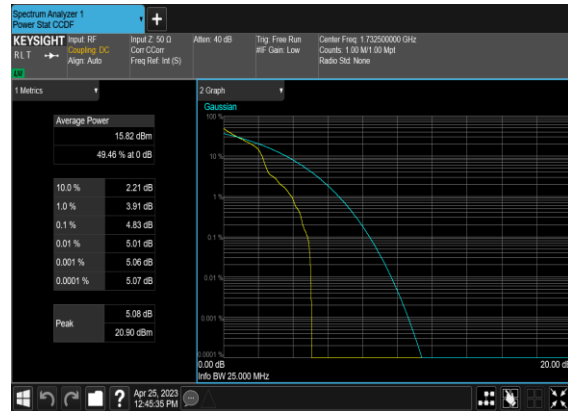 Spectrum Analyzer 1
Power Stat CCDF
+
KEYSIGHT
RLT
Input: RF
Coupling: DC
Align: Auto
Input Z: 50 Ω
Corr CCorr
Freq Ref: Int (S)
Atten: 40 dB
Trig: Free Run
#IF Gain: Low
Center Freq: 1.732500000 GHz
Counts: 1.00 M/1.00 Mpt
Radio Std: None
1 Metrics
Average Power
15.82 dBm
49.46 % at 0 dB
10.0 % 2.21 dB
1.0 % 3.91 dB
0.1 % 4.83 dB
0.01 % 5.01 dB
0.001 % 5.06 dB
0.0001 % 5.07 dB
Peak
5.08 dB
20.90 dBm
2 Graph
Gaussian
100 %
10 %
1 %
0.1 %
0.01 %
0.001 %
0.0001 %
0.00 dB
20.00 dB
Info BW 25.000 MHz
?
Apr 25, 2023
12:45:35 PM